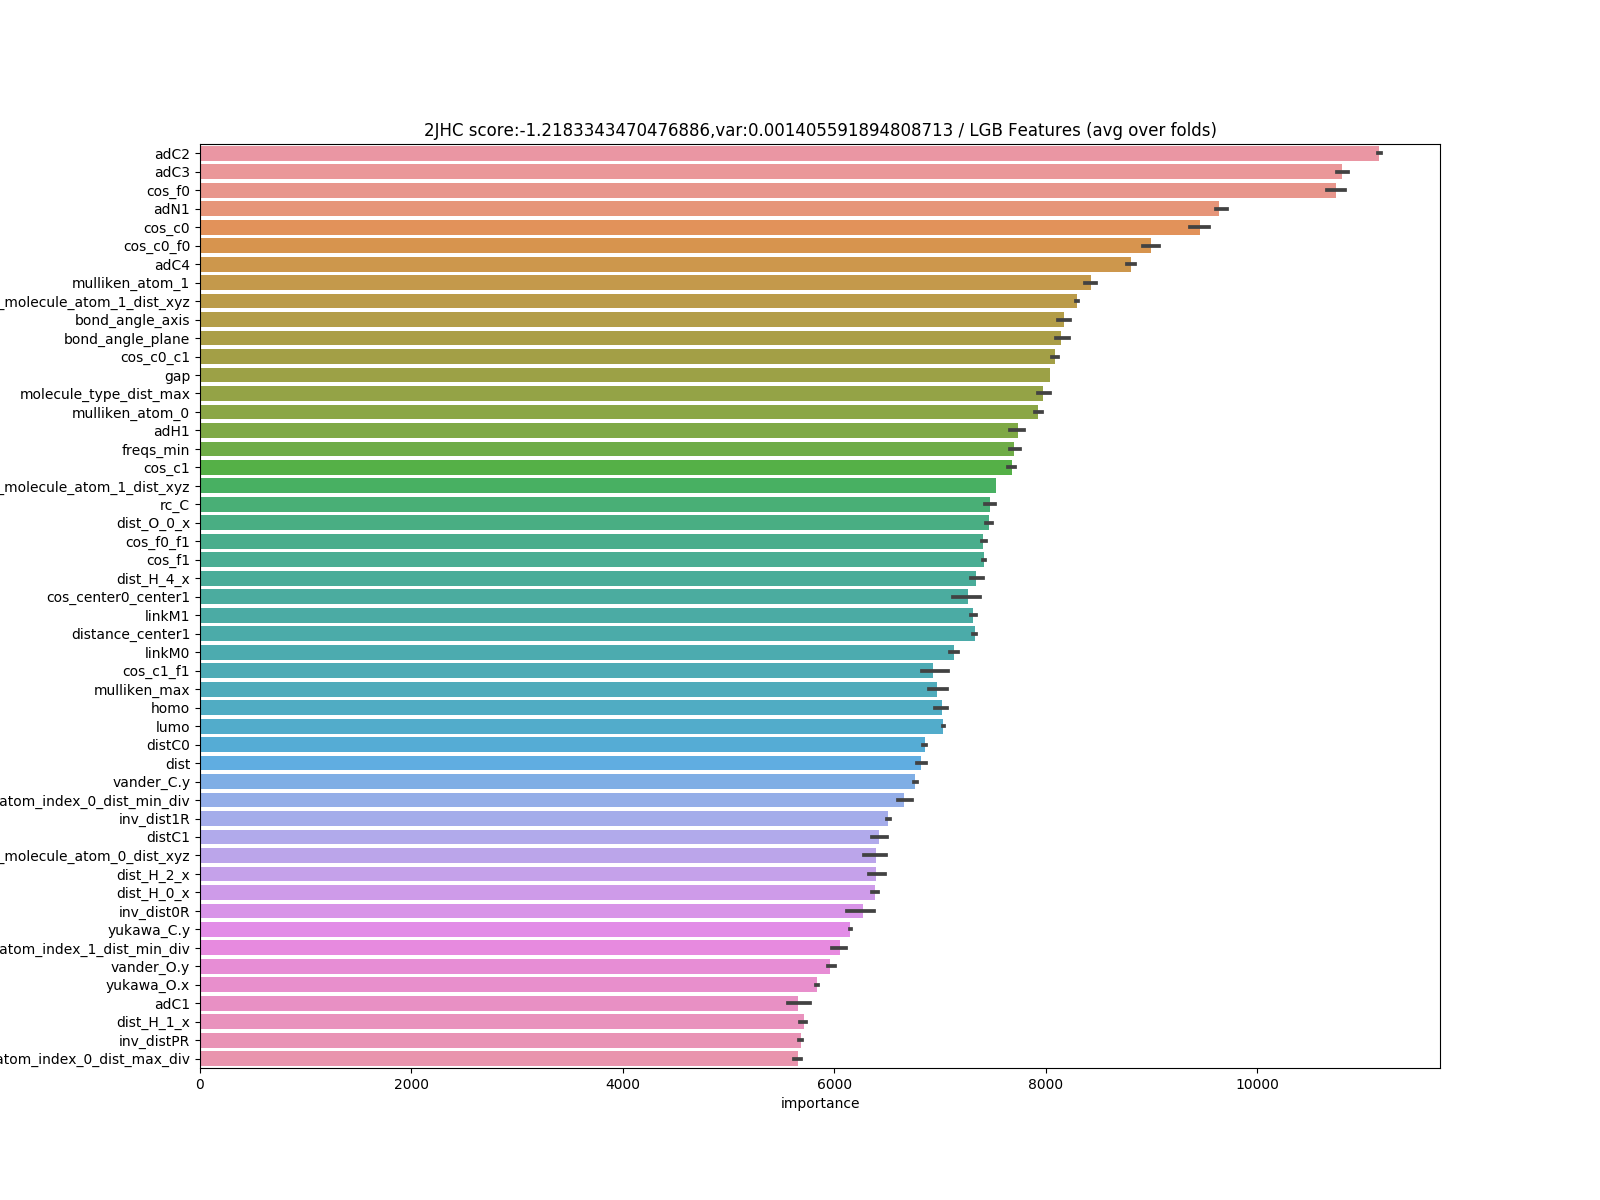 2JHC score:-1.2183343470476886,var:0.001405591894808713 / LGB Features (avg over folds)
adC2
adC3
cos_f0
adN1
cos_c0
cos_c0_f0
adC4
mulliken_atom_1
_molecule_atom_1_dist_xyz
bond_angle_axis
bond_angle_plane
cos_c0_c1
gap
molecule_type_dist_max
mulliken_atom_0
adH1
freqs_min
cos_c1
_molecule_atom_1_dist_xyz
rc_C
dist_O_0_x
cos_f0_f1
cos_f1
dist_H_4_x
cos_center0_center1
linkM1
distance_center1
linkM0
cos_c1_f1
mulliken_max
homo
lumo
distC0
dist
vander_C.y
atom_index_0_dist_min_div
inv_dist1R
distC1
_molecule_atom_0_dist_xyz
dist_H_2_x
dist_H_0_x
inv_dist0R
yukawa_C.y
atom_index_1_dist_min_div
vander_O.y
yukawa_O.x
adC1
dist_H_1_x
inv_distPR
atom_index_0_dist_max_div
0 2000 4000 6000 8000 10000
importance